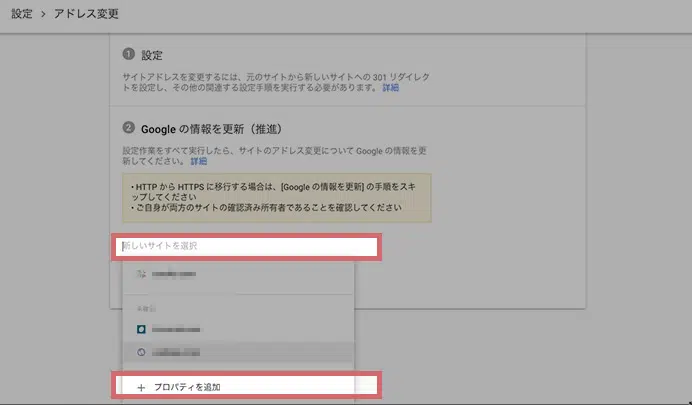 設定 > アドレス変更
1 設定
サイトアドレスを変更するには、元のサイトから新しいサイトへの 301 リダイレク
トを設定し、その他の関連する設定手順を実行する必要があります。 詳細
2 Google の情報を更新（推進）
設定作業をすべて実行したら、サイトのアドレス変更について Google の情報を更
新してください。 詳細
• HTTP から HTTPS に移行する場合は、[Google の情報を更新] の手順をスキ
ップしてください
• ご自身が両方のサイトの確認済み所有者であることを確認してください
新しいサイトを選択
+ プロパティを追加